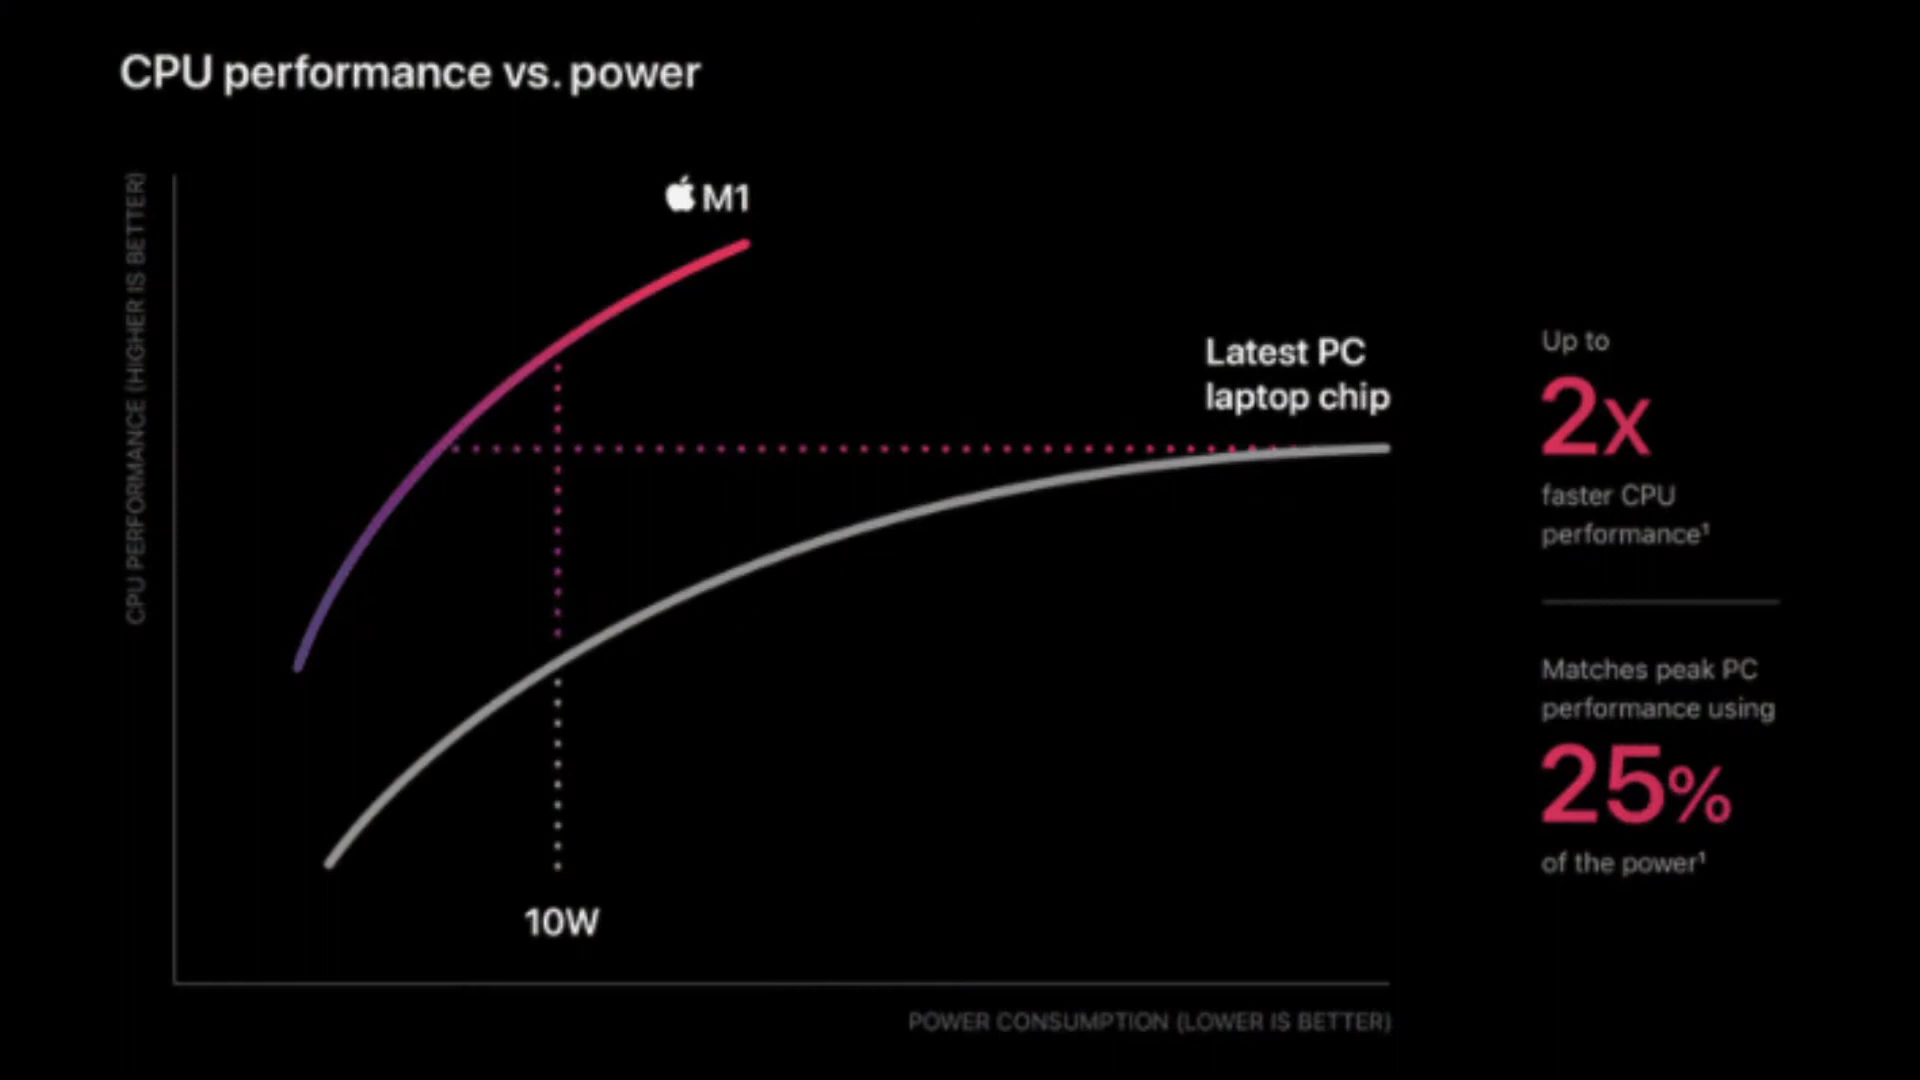 CPU performance vs. power
CPU PERFORMANCE (HIGHER IS BETTER)
M1
Latest PC
laptop chip
10W
POWER CONSUMPTION (LOWER IS BETTER)
Up to
2x
faster CPU
performance¹
Matches peak PC
performance using
25%
of the power¹